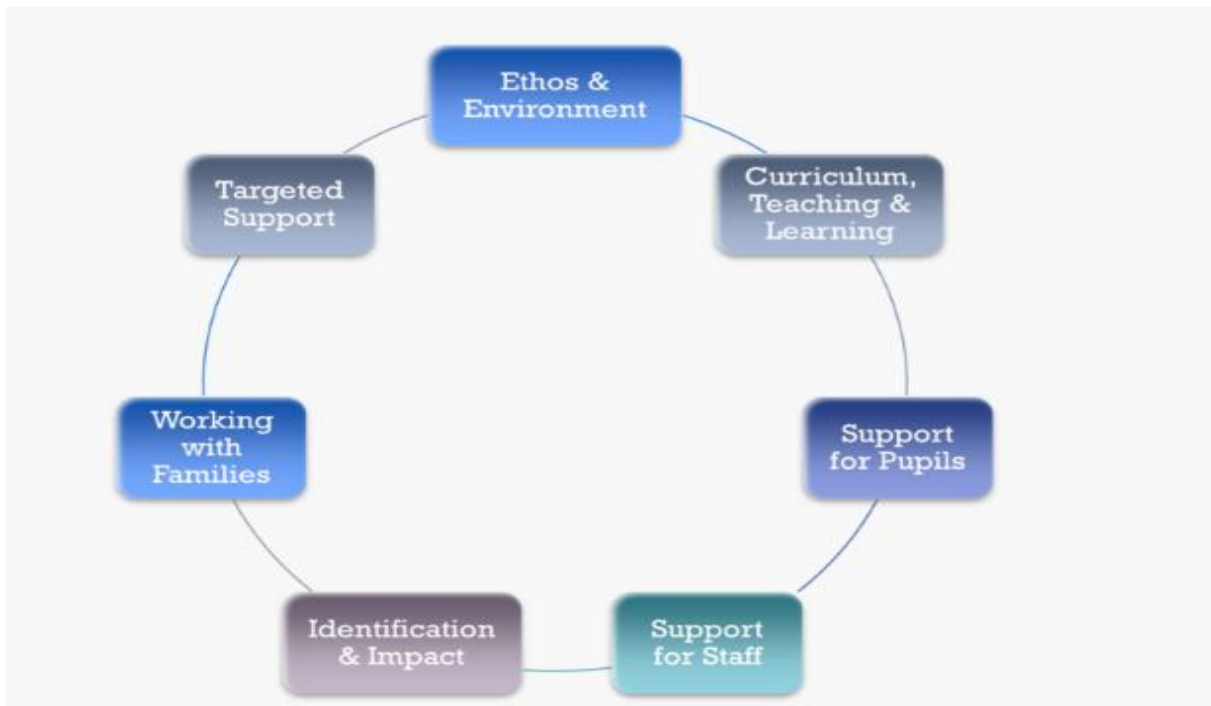 Ethos &
Environment
Curriculum,
Teaching &
Learning
Support
for Pupils
Support
for Staff
Identification
& Impact
Working
with
Families
Targeted
Support